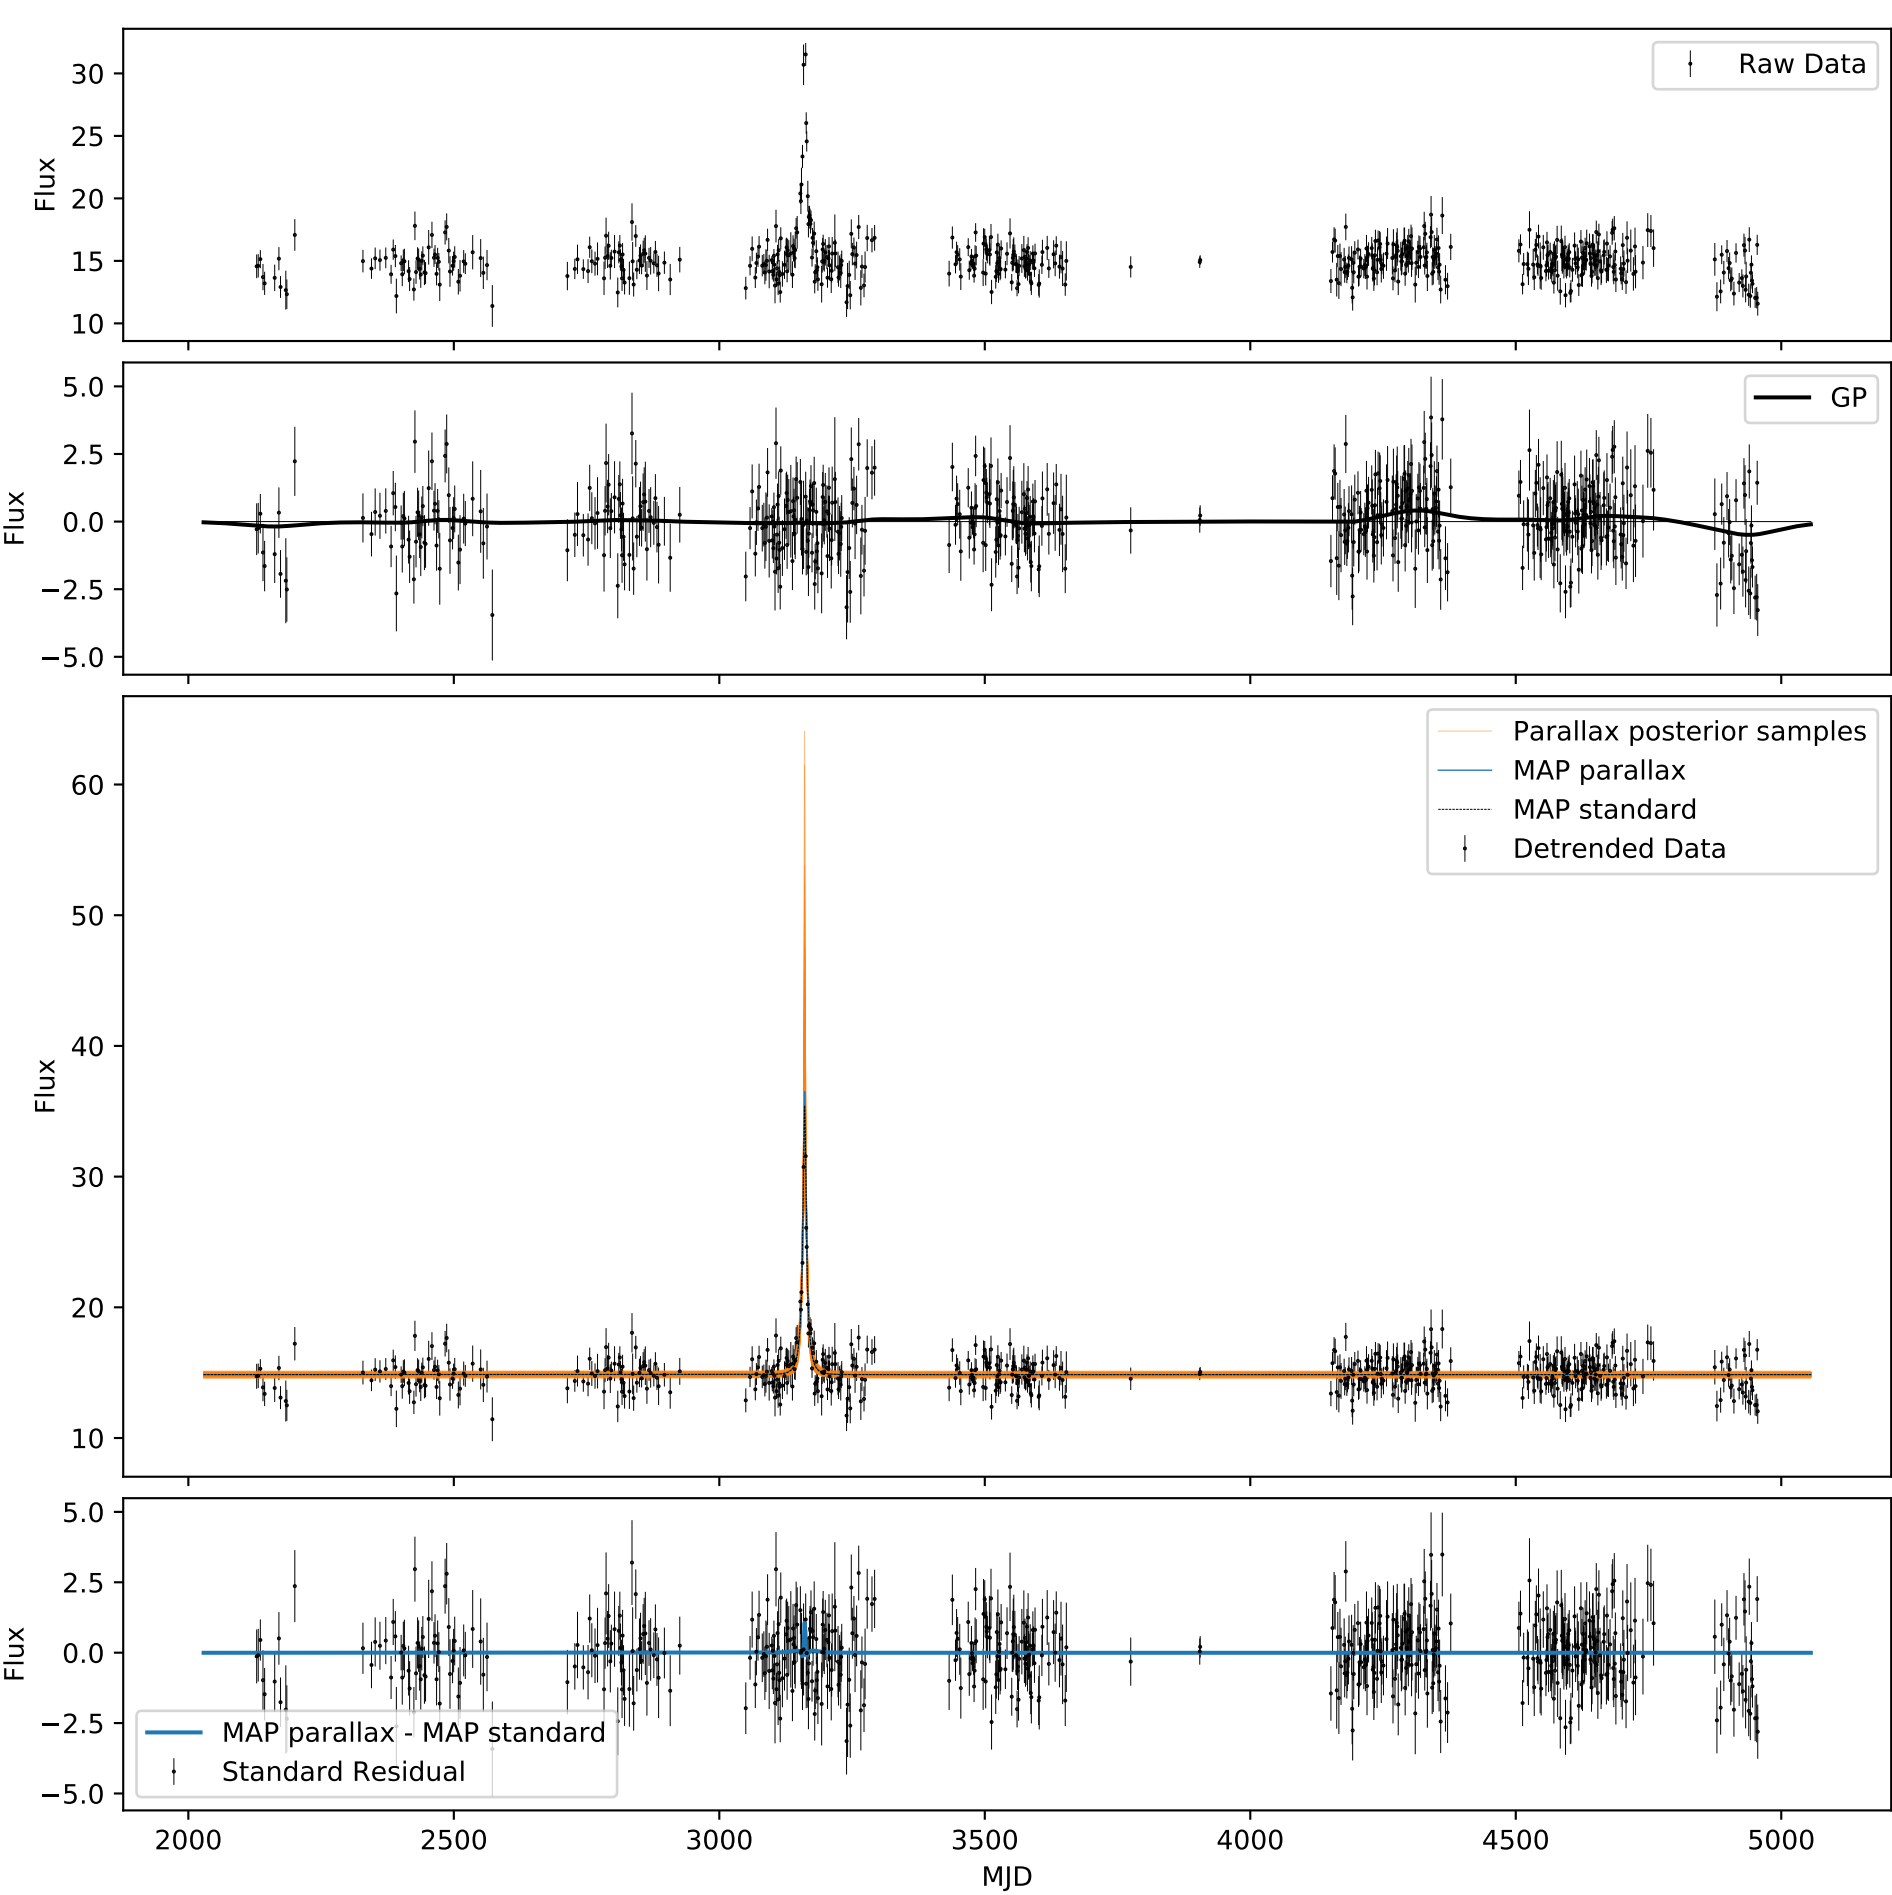 Flux
30
25
20
15
10
Raw Data
Flux
5.0
2.5
0.0
−2.5
−5.0
GP
Flux
60
50
40
30
20
10
Parallax posterior samples
MAP parallax
MAP standard
Detrended Data
Flux
5.0
2.5
0.0
−2.5
−5.0
MAP parallax - MAP standard
Standard Residual
2000 2500 3000 3500 4000 4500 5000
MJD